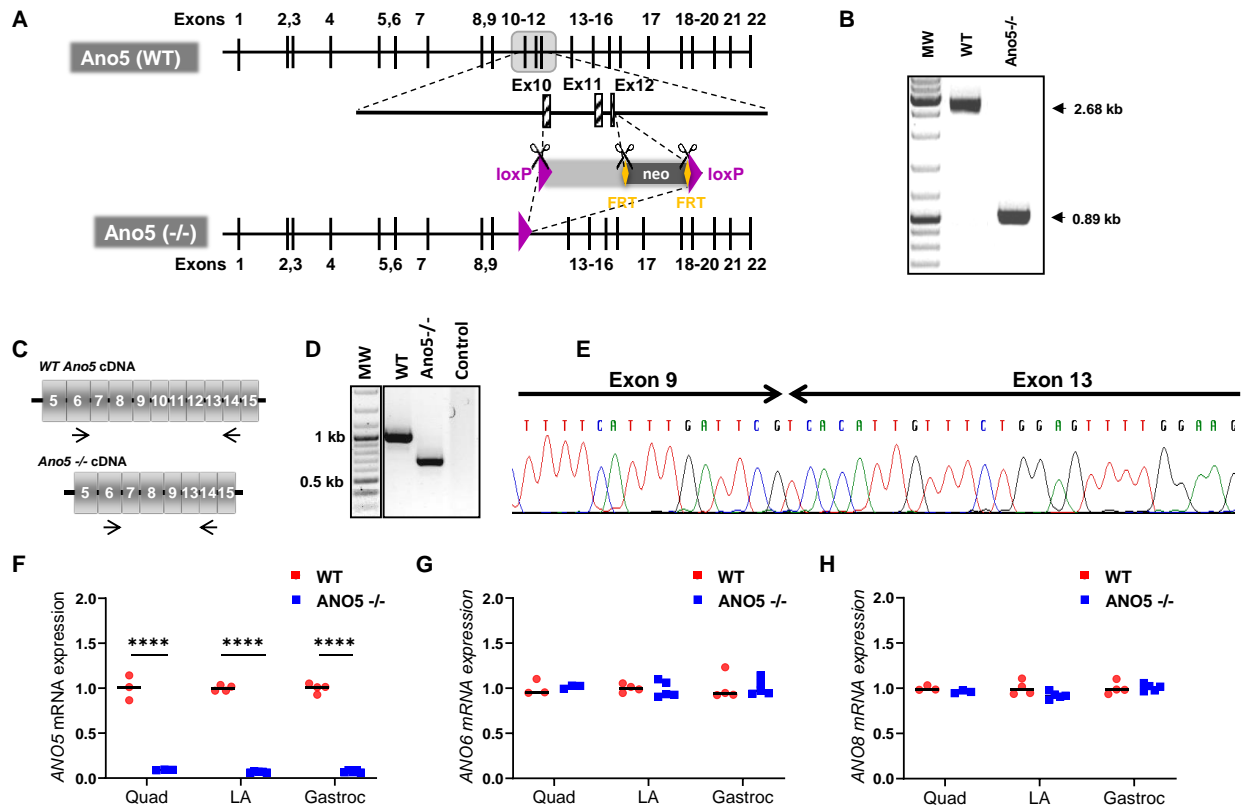 A
Exons 1 2,3 4 5,6 7 8,9 10-12 13-16 17 18-20 21 22
Ano5 (WT)
Ex10 Ex11 Ex12
loxP neo loxP
FRT FRT
Ano5 (-/-)
Exons 1 2,3 4 5,6 7 8,9 13-16 17 18-20 21 22
B
MW WT Ano5-/-
2.68 kb
0.89 kb
C
WT Ano5 cDNA
5 6 7 8 9 10 11 12 13 14 15
Ano5 -/- cDNA
5 6 7 8 9 13 14 15
D
MW WT Ano5-/- Control
1 kb
0.5 kb
E
Exon 9 Exon 13
T T T T C A T T T G A T T C G T C A C A T T G T T T C T G G A G T T T T G G A A G
F
WT
ANO5 -/-
ANO5 mRNA expression
2.0
1.5
1.0
0.5
0.0
**** **** ****
Quad LA Gastroc
G
WT
ANO5 -/-
ANO6 mRNA expression
2.0
1.5
1.0
0.5
0.0
Quad LA Gastroc
H
WT
ANO5 -/-
ANO8 mRNA expression
2.0
1.5
1.0
0.5
0.0
Quad LA Gastroc